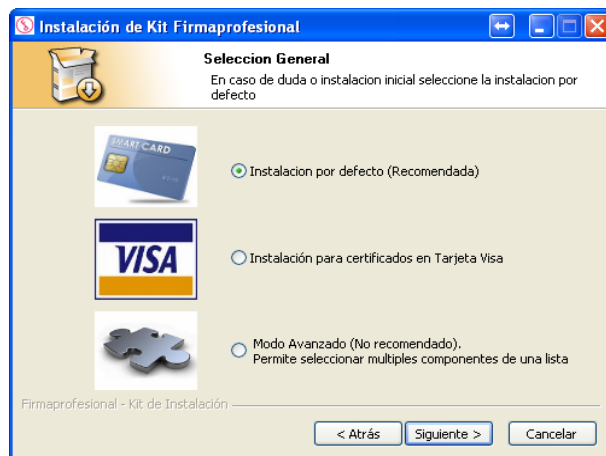 Instalación de Kit Firmaprofesional
Seleccion General
En caso de duda o instalacion inicial seleccione la instalacion por
defecto
SMART CARD
Instalacion por defecto (Recomendada)
VISA
Instalación para certificados en Tarjeta Visa
Modo Avanzado (No recomendado).
Permite seleccionar multiples componentes de una lista
Firmaprofesional - Kit de Instalación
< Atrás
Siguiente >
Cancelar